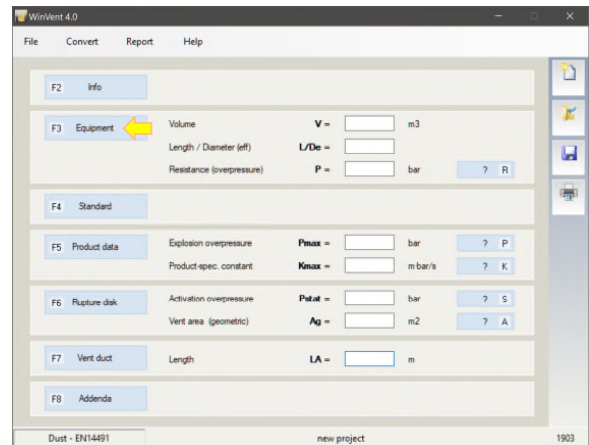 WinVent 4.0
File Convert Report Help
F2 Info
F3 Equipment Volume V = m3
Length / Diameter (eff) L/De =
Resistance (overpressure) P = bar ? R
F4 Standard
F5 Product data Explosion overpressure Pmax = bar ? P
Product-spec. constant Kmax = m·bar/s ? K
F6 Rupture disk Activation overpressure Pstat = bar ? S
Vent area (geometric) Ag = m2 ? A
F7 Vent duct Length LA = m
F8 Addenda
Dust - EN14491 new project 1903